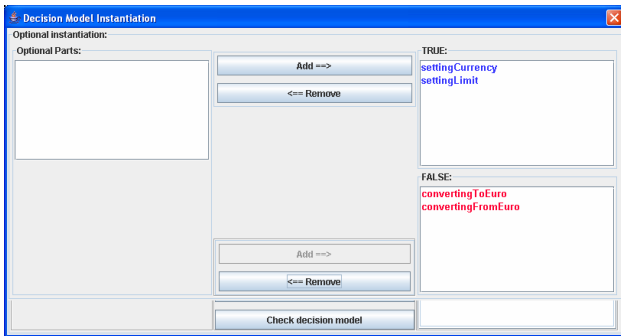 Decision Model Instantiation
Optional instantiation:
Optional Parts:
Add ==>
<== Remove
TRUE:
settingCurrency
settingLimit
FALSE:
convertingToEuro
convertingFromEuro
Add ==>
<== Remove
Check decision model